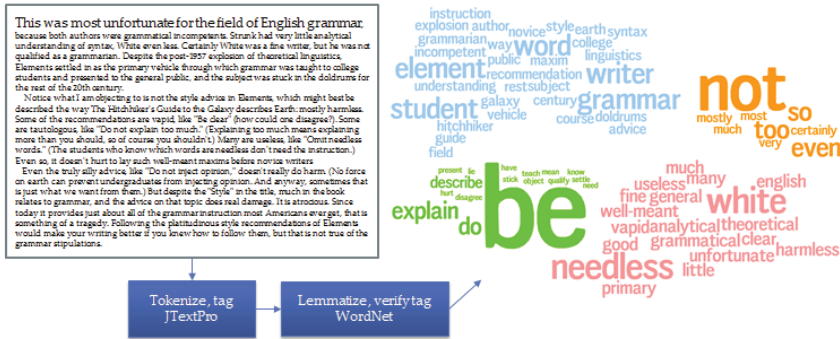 This was most unfortunate for the field of English grammar,
because both authors were grammatical incompetents. Strunk had very little analytical
understanding of syntax, White even less. Certainly White was a fine writer, but he was not
qualified as a grammarian. Despite the post-1957 explosion of theoretical linguistics,
Elements settled in as the primary vehicle through which grammar was taught to college
students and presented to the general public, and the subject was stuck in the doldrums for
the rest of the 20th century.
Notice what I am objecting to is not the style advice in Elements, which might best be
described the way The Hitchhiker's Guide to the Galaxy describes Earth: mostly harmless.
Some of the recommendations are vapid, like "Be clear" (how could one disagree?). Some
are tautologous, like "Do not explain too much." (Explaining too much means explaining
more than you should, so of course you shouldn't.) Many are useless, like "Omit needless
words." (The students who know which words are needless don't need the instruction.)
Even so, it doesn't hurt to lay such well-meant maxims before novice writers
Even the truly silly advice, like "Do not inject opinion," doesn't really do harm. (No force
on earth can prevent undergraduates from injecting opinion. And anyway, sometimes that
is just what we want from them.) But despite the "Style" in the title, much in the book
relates to grammar, and the advice on that topic does real damage. It is atrocious. Since
today it provides just about all of the grammar instruction most Americans ever get, that is
something of a tragedy. Following the platitudinous style recommendations of Elements
would make your writing better if you knew how to follow them, but that is not true of the
grammar stipulations.
Tokenize, tag
JTextPro
Lemmatize, verify tag
WordNet
instruction
explosion author novice style earth syntax
grammarian way word college
incompetent public maxim linguistics
element recommendation writer
understanding rest subject
student galaxy century grammar
vehicle course doldrums
hitchhiker advice
guide
field
not
mostly most so
much too certainly
very even
present lie have
describe stick teach mean know
object qualify settle
hurt need
disagree
explain do be
much
useless many english
fine general white
well-meant
vapid analytical theoretical
good grammatical clear
unfortunate harmless
needless little
primary